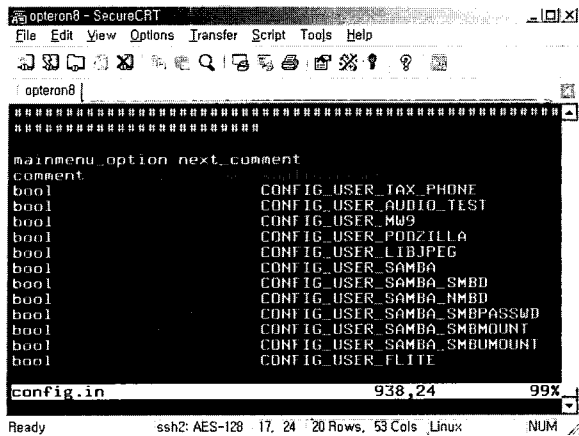 opteron8 - SecureCRT
File Edit View Options Transfer Script Tools Help
opteron8
################################################
######################
mainmenu_option next_comment
comment
bool CONFIG_USER_TAX_PHONE
bool CONFIG_USER_AUDIO_TEST
bool CONFIG_USER_MW9
bool CONFIG_USER_PODZILLA
bool CONFIG_USER_LIBJPEG
bool CONFIG_USER_SAMBA
bool CONFIG_USER_SAMBA_SMBD
bool CONFIG_USER_SAMBA_NMBD
bool CONFIG_USER_SAMBA_SMBPASSWD
bool CONFIG_USER_SAMBA_SMBMOUNT
bool CONFIG_USER_SAMBA_SMBUMOUNT
bool CONFIG_USER_FLITE
config.in 938,24 99%
Ready ssh2: AES-128 17, 24 20 Rows, 53 Cols Linux NUM